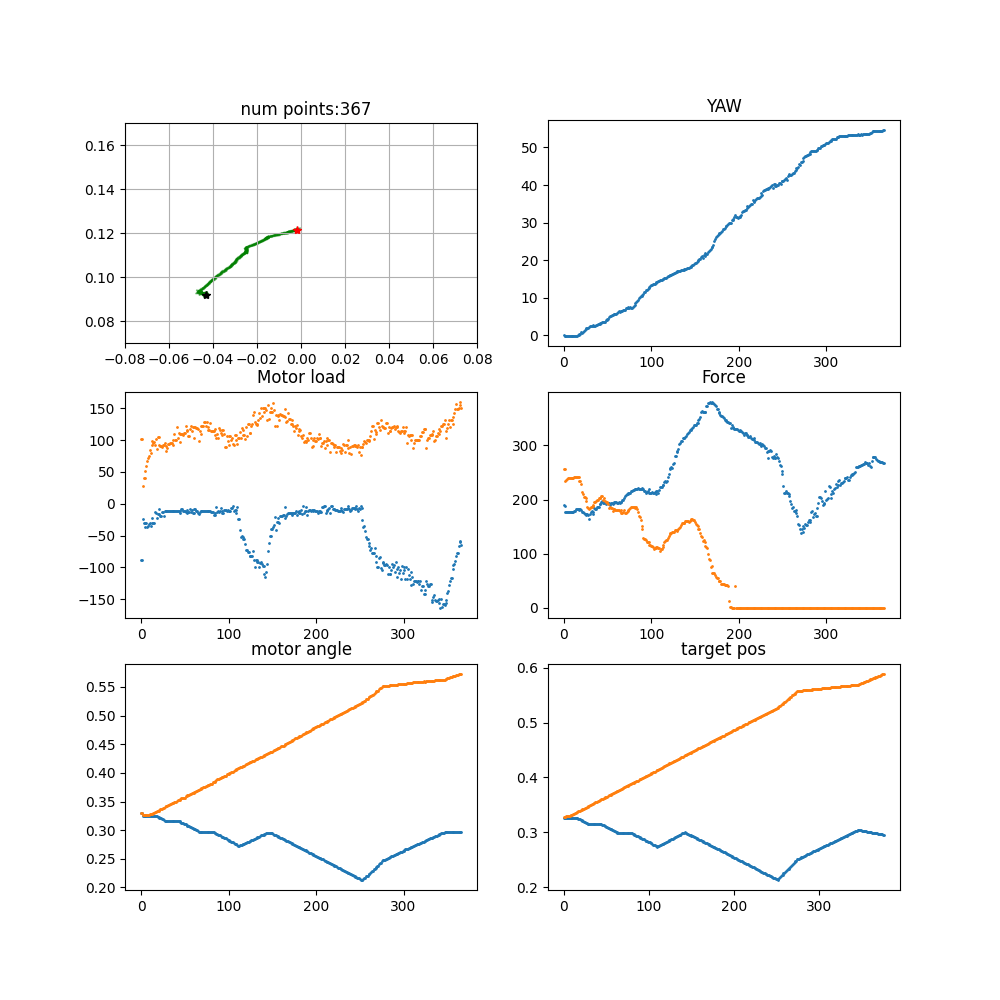 num points:367
0.16
0.14
0.12
0.10
0.08
−0.08 −0.06 −0.04 −0.02 0.00 0.02 0.04 0.06 0.08
YAW
50
40
30
20
10
0
0 100 200 300
Motor load
150
100
50
0
−50
−100
−150
0 100 200 300
Force
300
200
100
0
0 100 200 300
motor angle
0.55
0.50
0.45
0.40
0.35
0.30
0.25
0.20
0 100 200 300
target pos
0.6
0.5
0.4
0.3
0.2
0 100 200 300